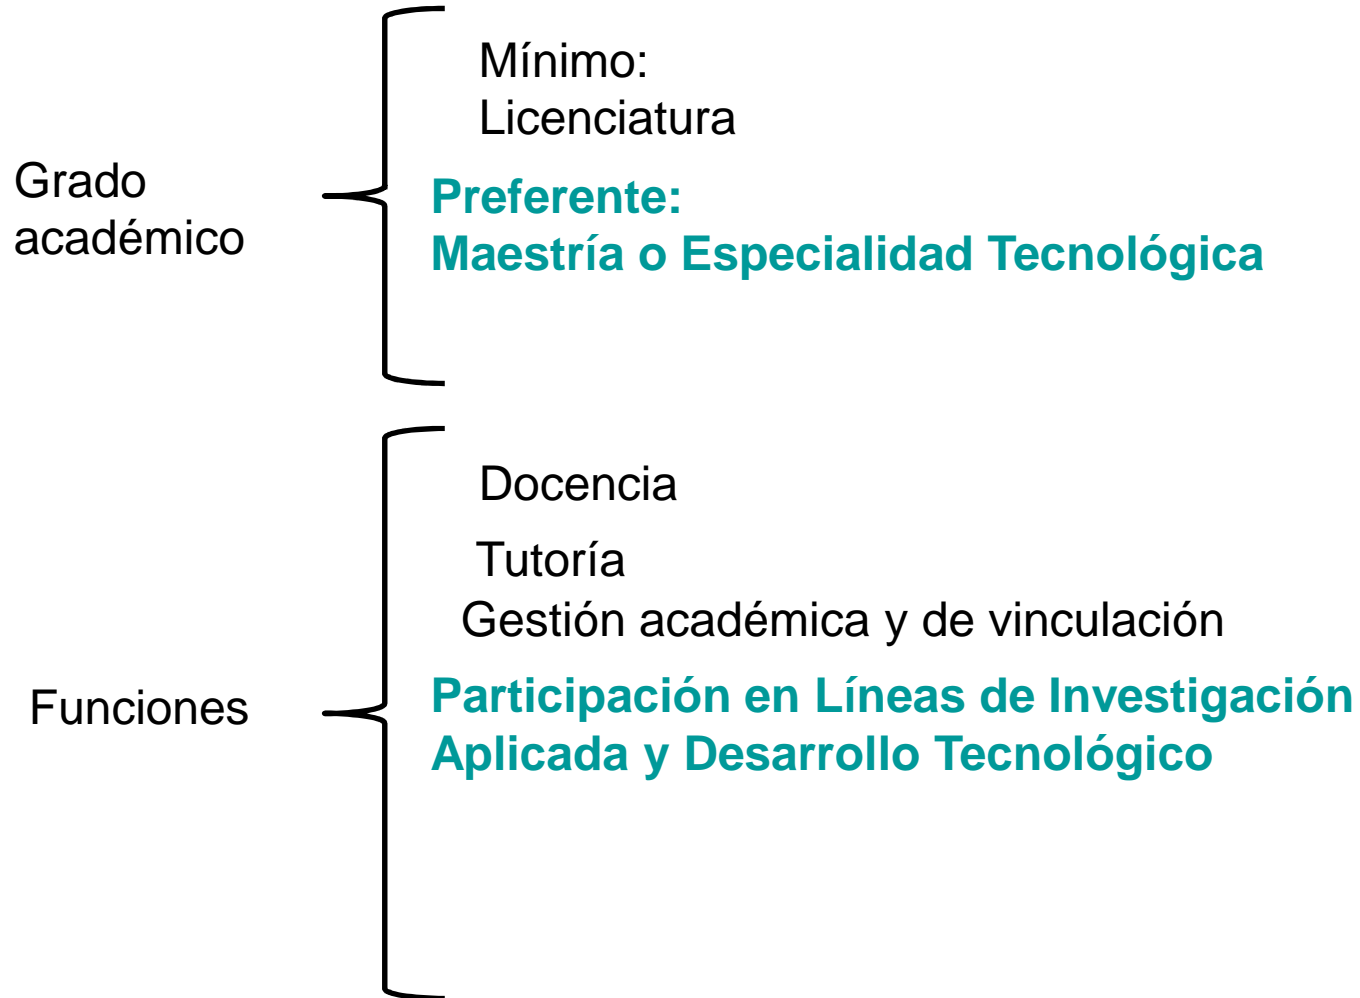 Grado
académico
Mínimo:
Licenciatura
Preferente:
Maestría o Especialidad Tecnológica
Funciones
Docencia
Tutoría
Gestión académica y de vinculación
Participación en Líneas de Investigación
Aplicada y Desarrollo Tecnológico